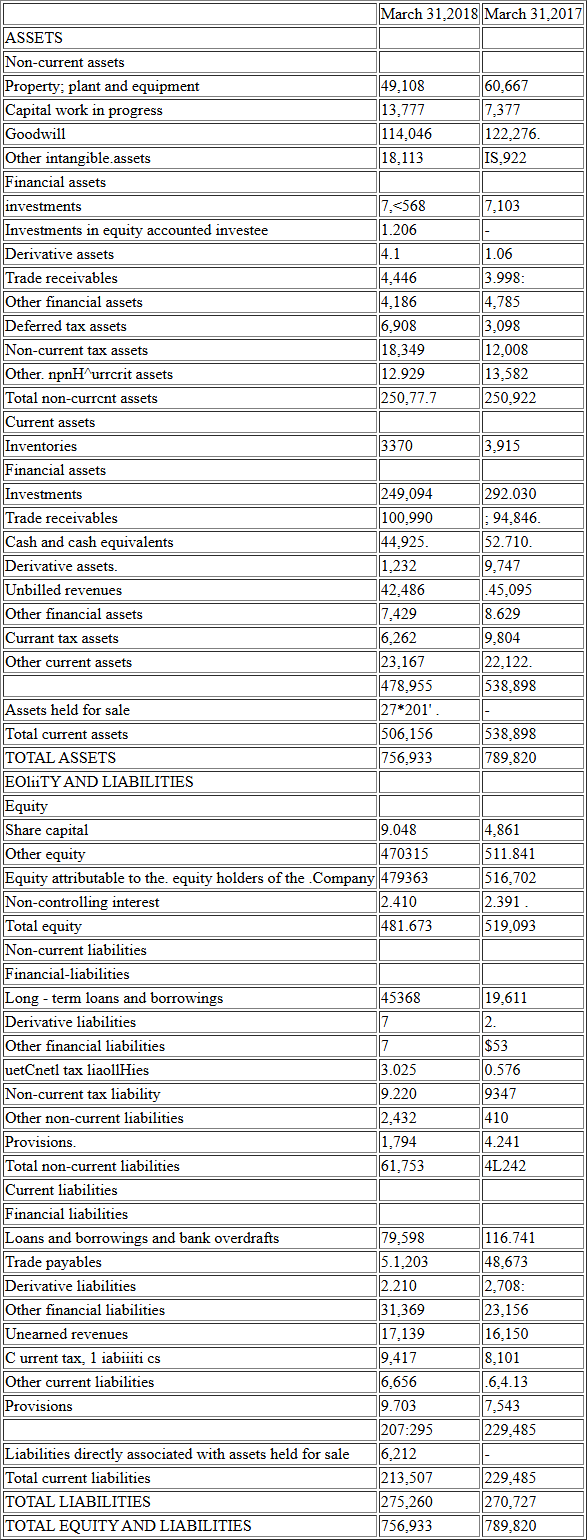 March 31,2018 March 31,2017
ASSETS
Non-current assets
Property; plant and equipment 49,108 60,667
Capital work in progress 13,777 7,377
Goodwill 114,046 122,276.
Other intangible.assets 18,113 IS,922
Financial assets
investments 7,<568 7,103
Investments in equity accounted investee 1.206 -
Derivative assets 4.1 1.06
Trade receivables 4,446 3.998:
Other financial assets 4,186 4,785
Deferred tax assets 6,908 3,098
Non-current tax assets 18,349 12,008
Other. npnH^urrcrit assets 12.929 13,582
Total non-currcnt assets 250,77.7 250,922
Current assets
Inventories 3370 3,915
Financial assets
Investments 249,094 292.030
Trade receivables 100,990 ; 94,846.
Cash and cash equivalents 44,925. 52.710.
Derivative assets. 1,232 9,747
Unbilled revenues 42,486 .45,095
Other financial assets 7,429 8.629
Currant tax assets 6,262 9,804
Other current assets 23,167 22,122.
478,955 538,898
Assets held for sale 27*201' . -
Total current assets 506,156 538,898
TOTAL ASSETS 756,933 789,820
EOliiTY AND LIABILITIES
Equity
Share capital 9.048 4,861
Other equity 470315 511.841
Equity attributable to the. equity holders of the .Company 479363 516,702
Non-controlling interest 2.410 2.391 .
Total equity 481.673 519,093
Non-current liabilities
Financial-liabilities
Long - term loans and borrowings 45368 19,611
Derivative liabilities 7 2.
Other financial liabilities 7 $53
uetCnetl tax liaollHies 3.025 0.576
Non-current tax liability 9.220 9347
Other non-current liabilities 2,432 410
Provisions. 1,794 4.241
Total non-current liabilities 61,753 4L242
Current liabilities
Financial liabilities
Loans and borrowings and bank overdrafts 79,598 116.741
Trade payables 5.1,203 48,673
Derivative liabilities 2.210 2,708:
Other financial liabilities 31,369 23,156
Unearned revenues 17,139 16,150
C urrent tax, 1 iabiiiti cs 9,417 8,101
Other current liabilities 6,656 .6,4.13
Provisions 9.703 7,543
207:295 229,485
Liabilities directly associated with assets held for sale 6,212 -
Total current liabilities 213,507 229,485
TOTAL LIABILITIES 275,260 270,727
TOTAL EQUITY AND LIABILITIES 756,933 789,820